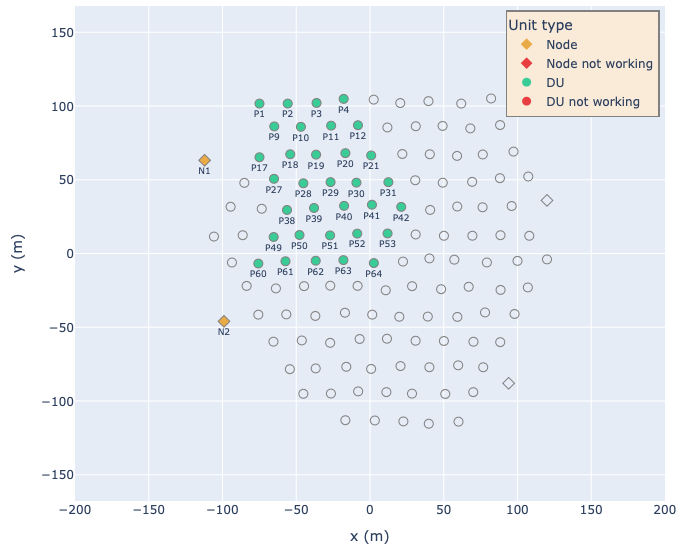 Unit type
Node
Node not working
DU
DU not working
150
100
50
0
−50
−100
−150
y (m)
P1 P2 P3 P4
P9 P10 P11 P12
P17 P18 P19 P20 P21
N1
P27 P28 P29 P30 P31
P38 P39 P40 P41 P42
P49 P50 P51 P52 P53
P60 P61 P62 P63 P64
N2
−200 −150 −100 −50 0 50 100 150 200
x (m)